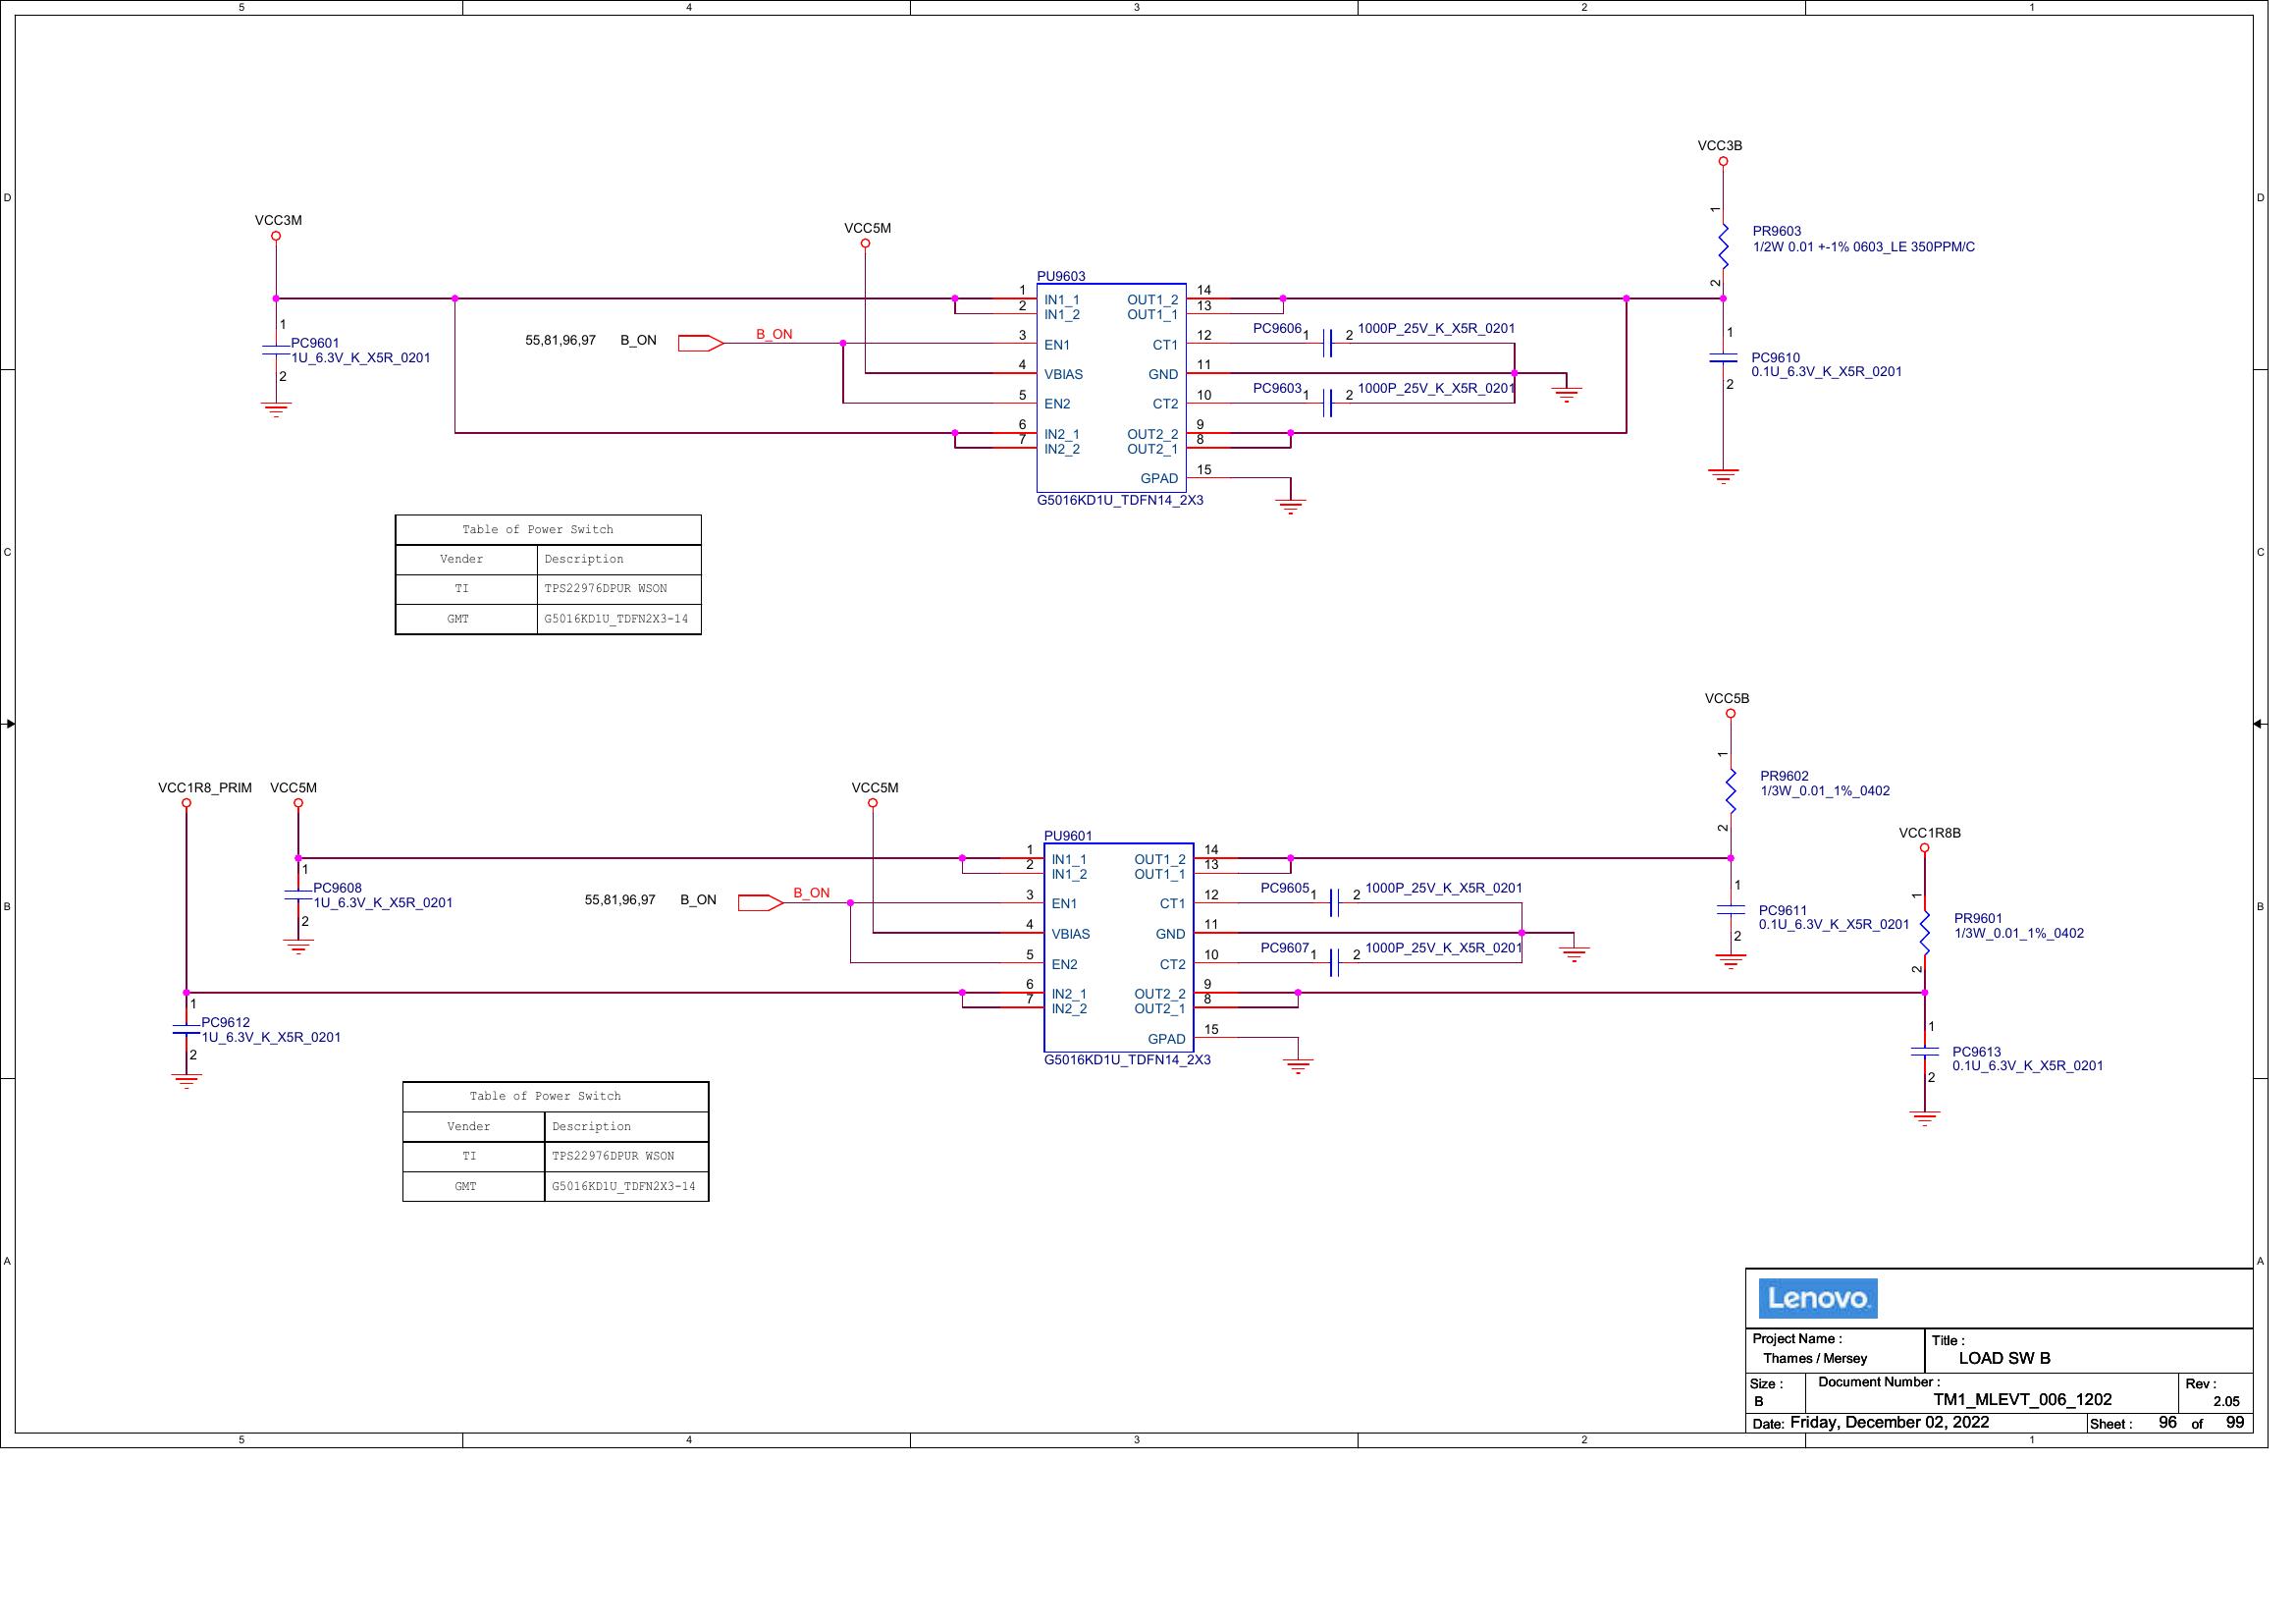 5 4 3 2 1
D D
C C
B B
A A
VCC3B
VCC3M
VCC5M
PR9603
1/2W 0.01 +-1% 0603_LE 350PPM/C
1
2
PU9603
1 IN1_1 OUT1_2 14
2 IN1_2 OUT1_1 13
3 EN1 CT1 12
4 VBIAS GND 11
5 EN2 CT2 10
6 IN2_1 OUT2_2 9
7 IN2_2 OUT2_1 8
GPAD 15
G5016KD1U_TDFN14_2X3
55,81,96,97 B_ON B_ON
PC9606 1 2 1000P_25V_K_X5R_0201
PC9603 1 2 1000P_25V_K_X5R_0201
1
PC9601
1U_6.3V_K_X5R_0201
2
1
PC9610
0.1U_6.3V_K_X5R_0201
2
Table of Power Switch
Vender Description
TI TPS22976DPUR WSON
GMT G5016KD1U_TDFN2X3-14
VCC5B
VCC1R8_PRIM VCC5M
VCC5M
1
PR9602
1/3W_0.01_1%_0402
2
VCC1R8B
PU9601
1 IN1_1 OUT1_2 14
2 IN1_2 OUT1_1 13
3 EN1 CT1 12
4 VBIAS GND 11
5 EN2 CT2 10
6 IN2_1 OUT2_2 9
7 IN2_2 OUT2_1 8
GPAD 15
G5016KD1U_TDFN14_2X3
1
PC9608
1U_6.3V_K_X5R_0201
2
55,81,96,97 B_ON B_ON
PC9605 1 2 1000P_25V_K_X5R_0201
PC9607 1 2 1000P_25V_K_X5R_0201
1
PC9611
0.1U_6.3V_K_X5R_0201
2
1
PR9601
1/3W_0.01_1%_0402
2
1
PC9612
1U_6.3V_K_X5R_0201
2
1
PC9613
0.1U_6.3V_K_X5R_0201
2
Table of Power Switch
Vender Description
TI TPS22976DPUR WSON
GMT G5016KD1U_TDFN2X3-14
Lenovo
Project Name :
Thames / Mersey
Title :
LOAD SW B
Size :
B
Document Number :
TM1_MLEVT_006_1202
Rev :
2.05
Date: Friday, December 02, 2022
Sheet : 96 of 99
5 4 3 2 1